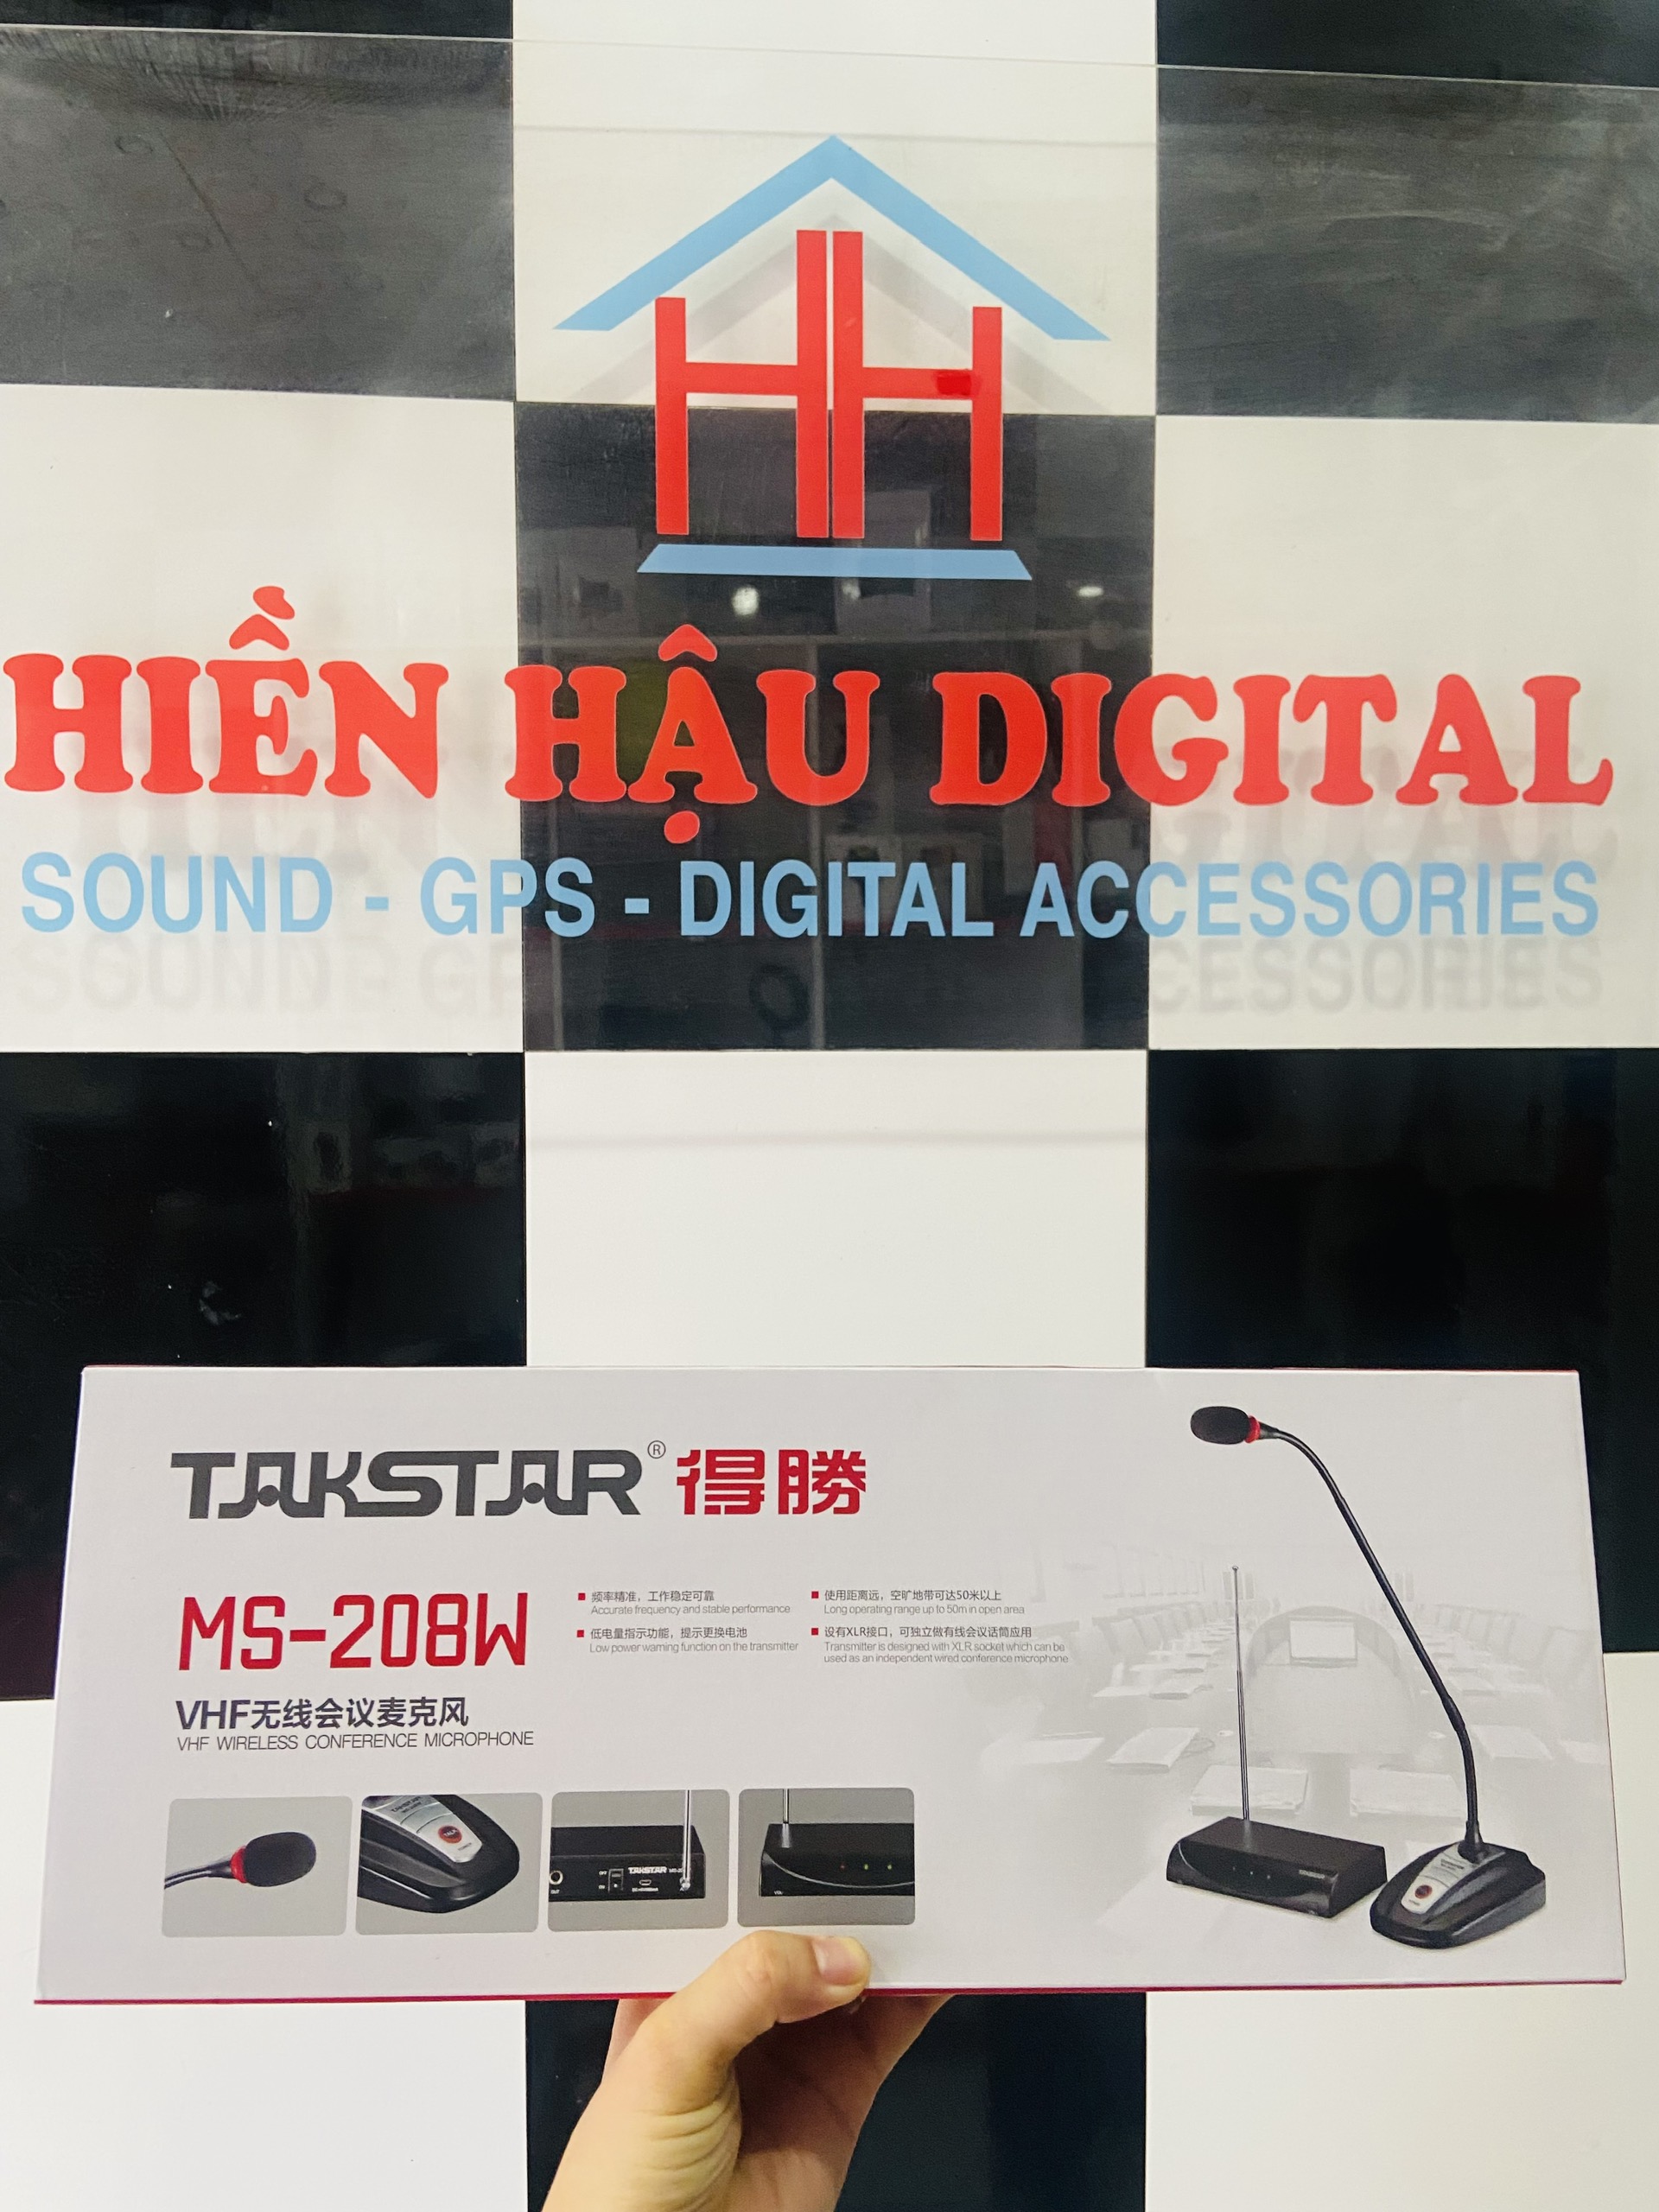 HH
HIỀN HẬU DIGITAL
SOUND - GPS - DIGITAL ACCESSORIES
TAKSTAR® 得勝
MS-208W
频率精准，工作稳定可靠
Accurate frequency and stable performance
低电量指示功能，提示更换电池
Low power warning function on the transmitter
使用距离远，空旷地带可达50米以上
Long operating range up to 50m in open area
设有XLR接口，可独立做有线会议话筒应用
Transmitter is designed with XLR socket which can be
used as an independent wired conference microphone
VHF无线会议麦克风
VHF WIRELESS CONFERENCE MICROPHONE
TAKSTAR